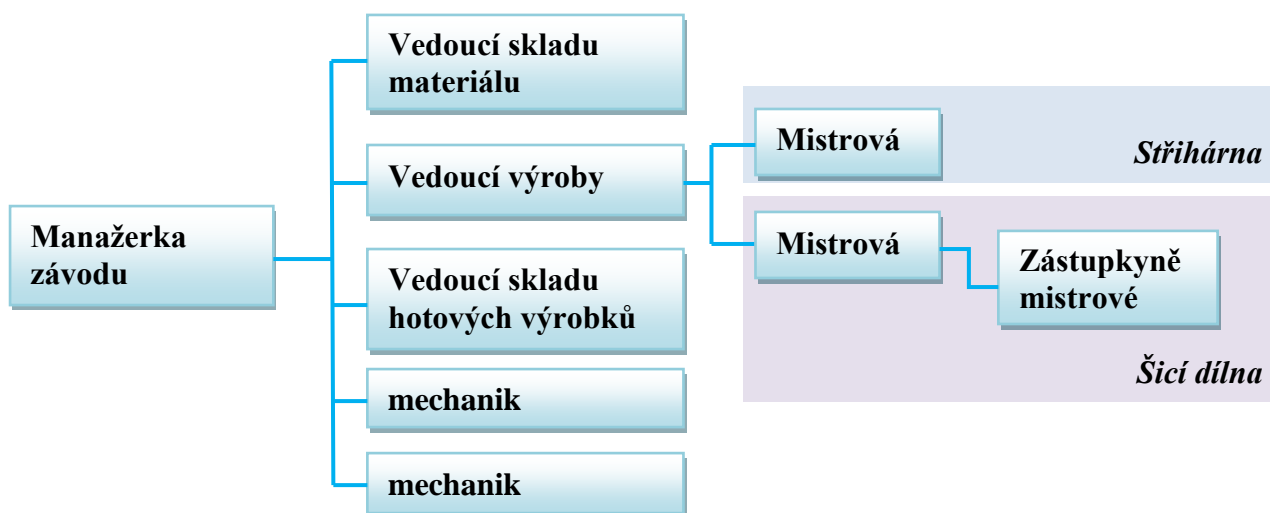 Manažerka
závodu
Vedoucí skladu
materiálu
Vedoucí výroby
Vedoucí skladu
hotových výrobků
mechanik
mechanik
Mistrová
Střihárna
Mistrová
Zástupkyně
mistrové
Šicí dílna